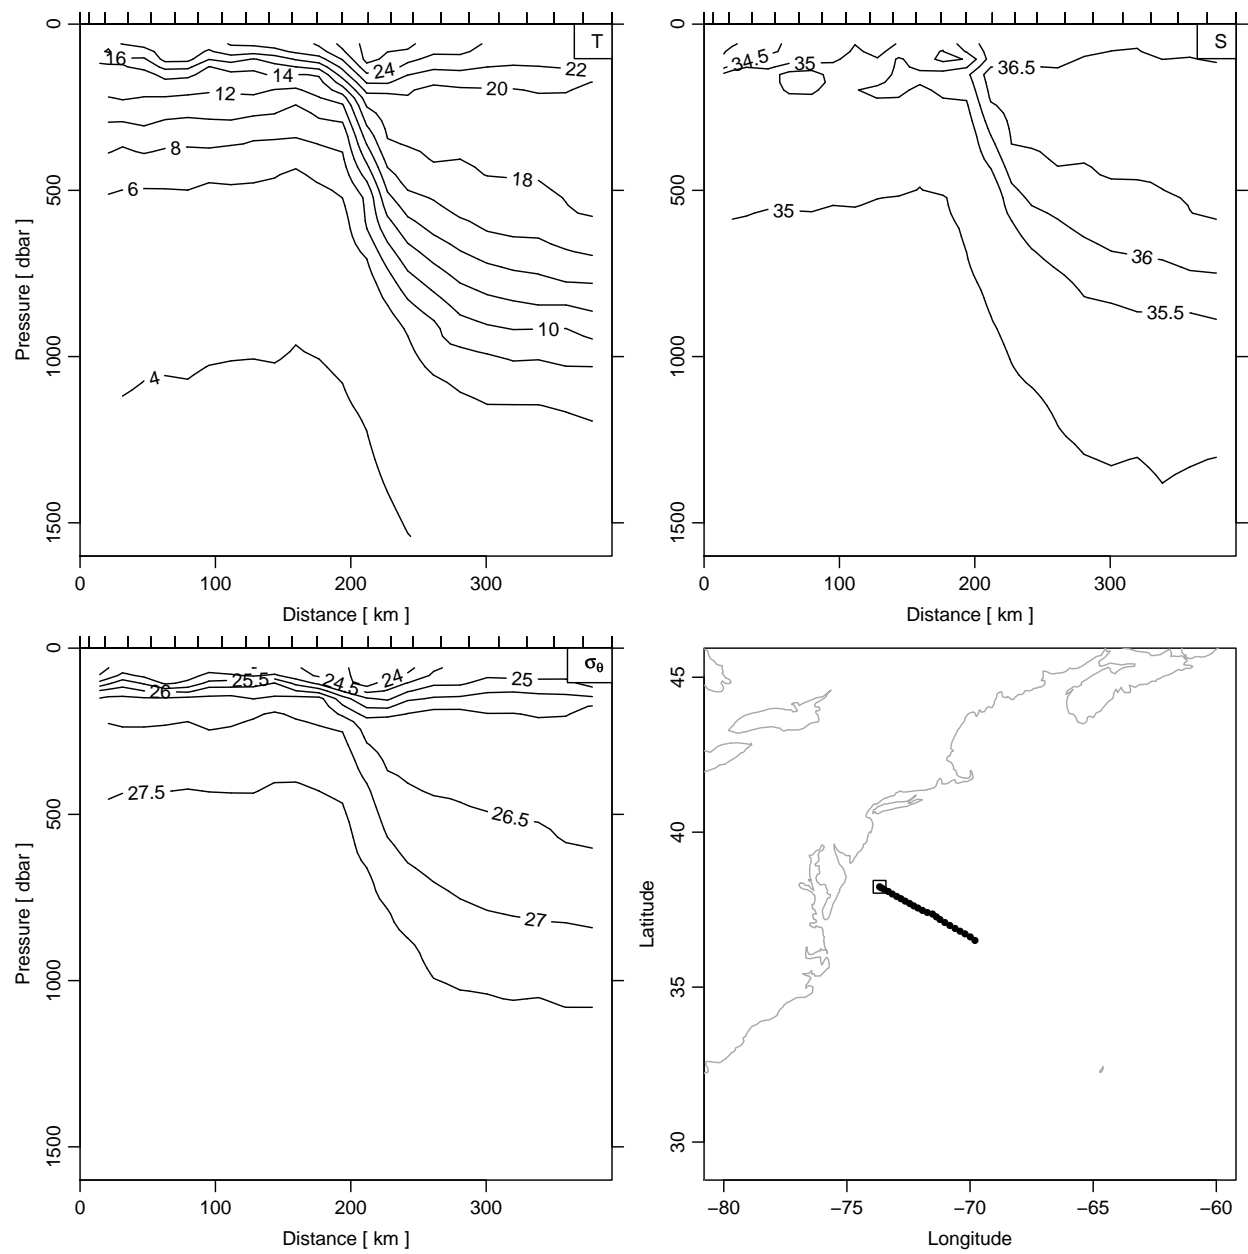 T
16
24
22
14
20
12
8
18
6
10
4
0
500
1000
1500
Pressure [ dbar ]
0 100 200 300
Distance [ km ]
S
34.5
35
36.5
35
36
35.5
0
500
1000
1500
0 100 200 300
Distance [ km ]
σθ
24
25
25.5
24.5
26
27.5
26.5
27
0
500
1000
1500
Pressure [ dbar ]
0 100 200 300
Distance [ km ]
45
40
35
30
Latitude
−80 −75 −70 −65 −60
Longitude